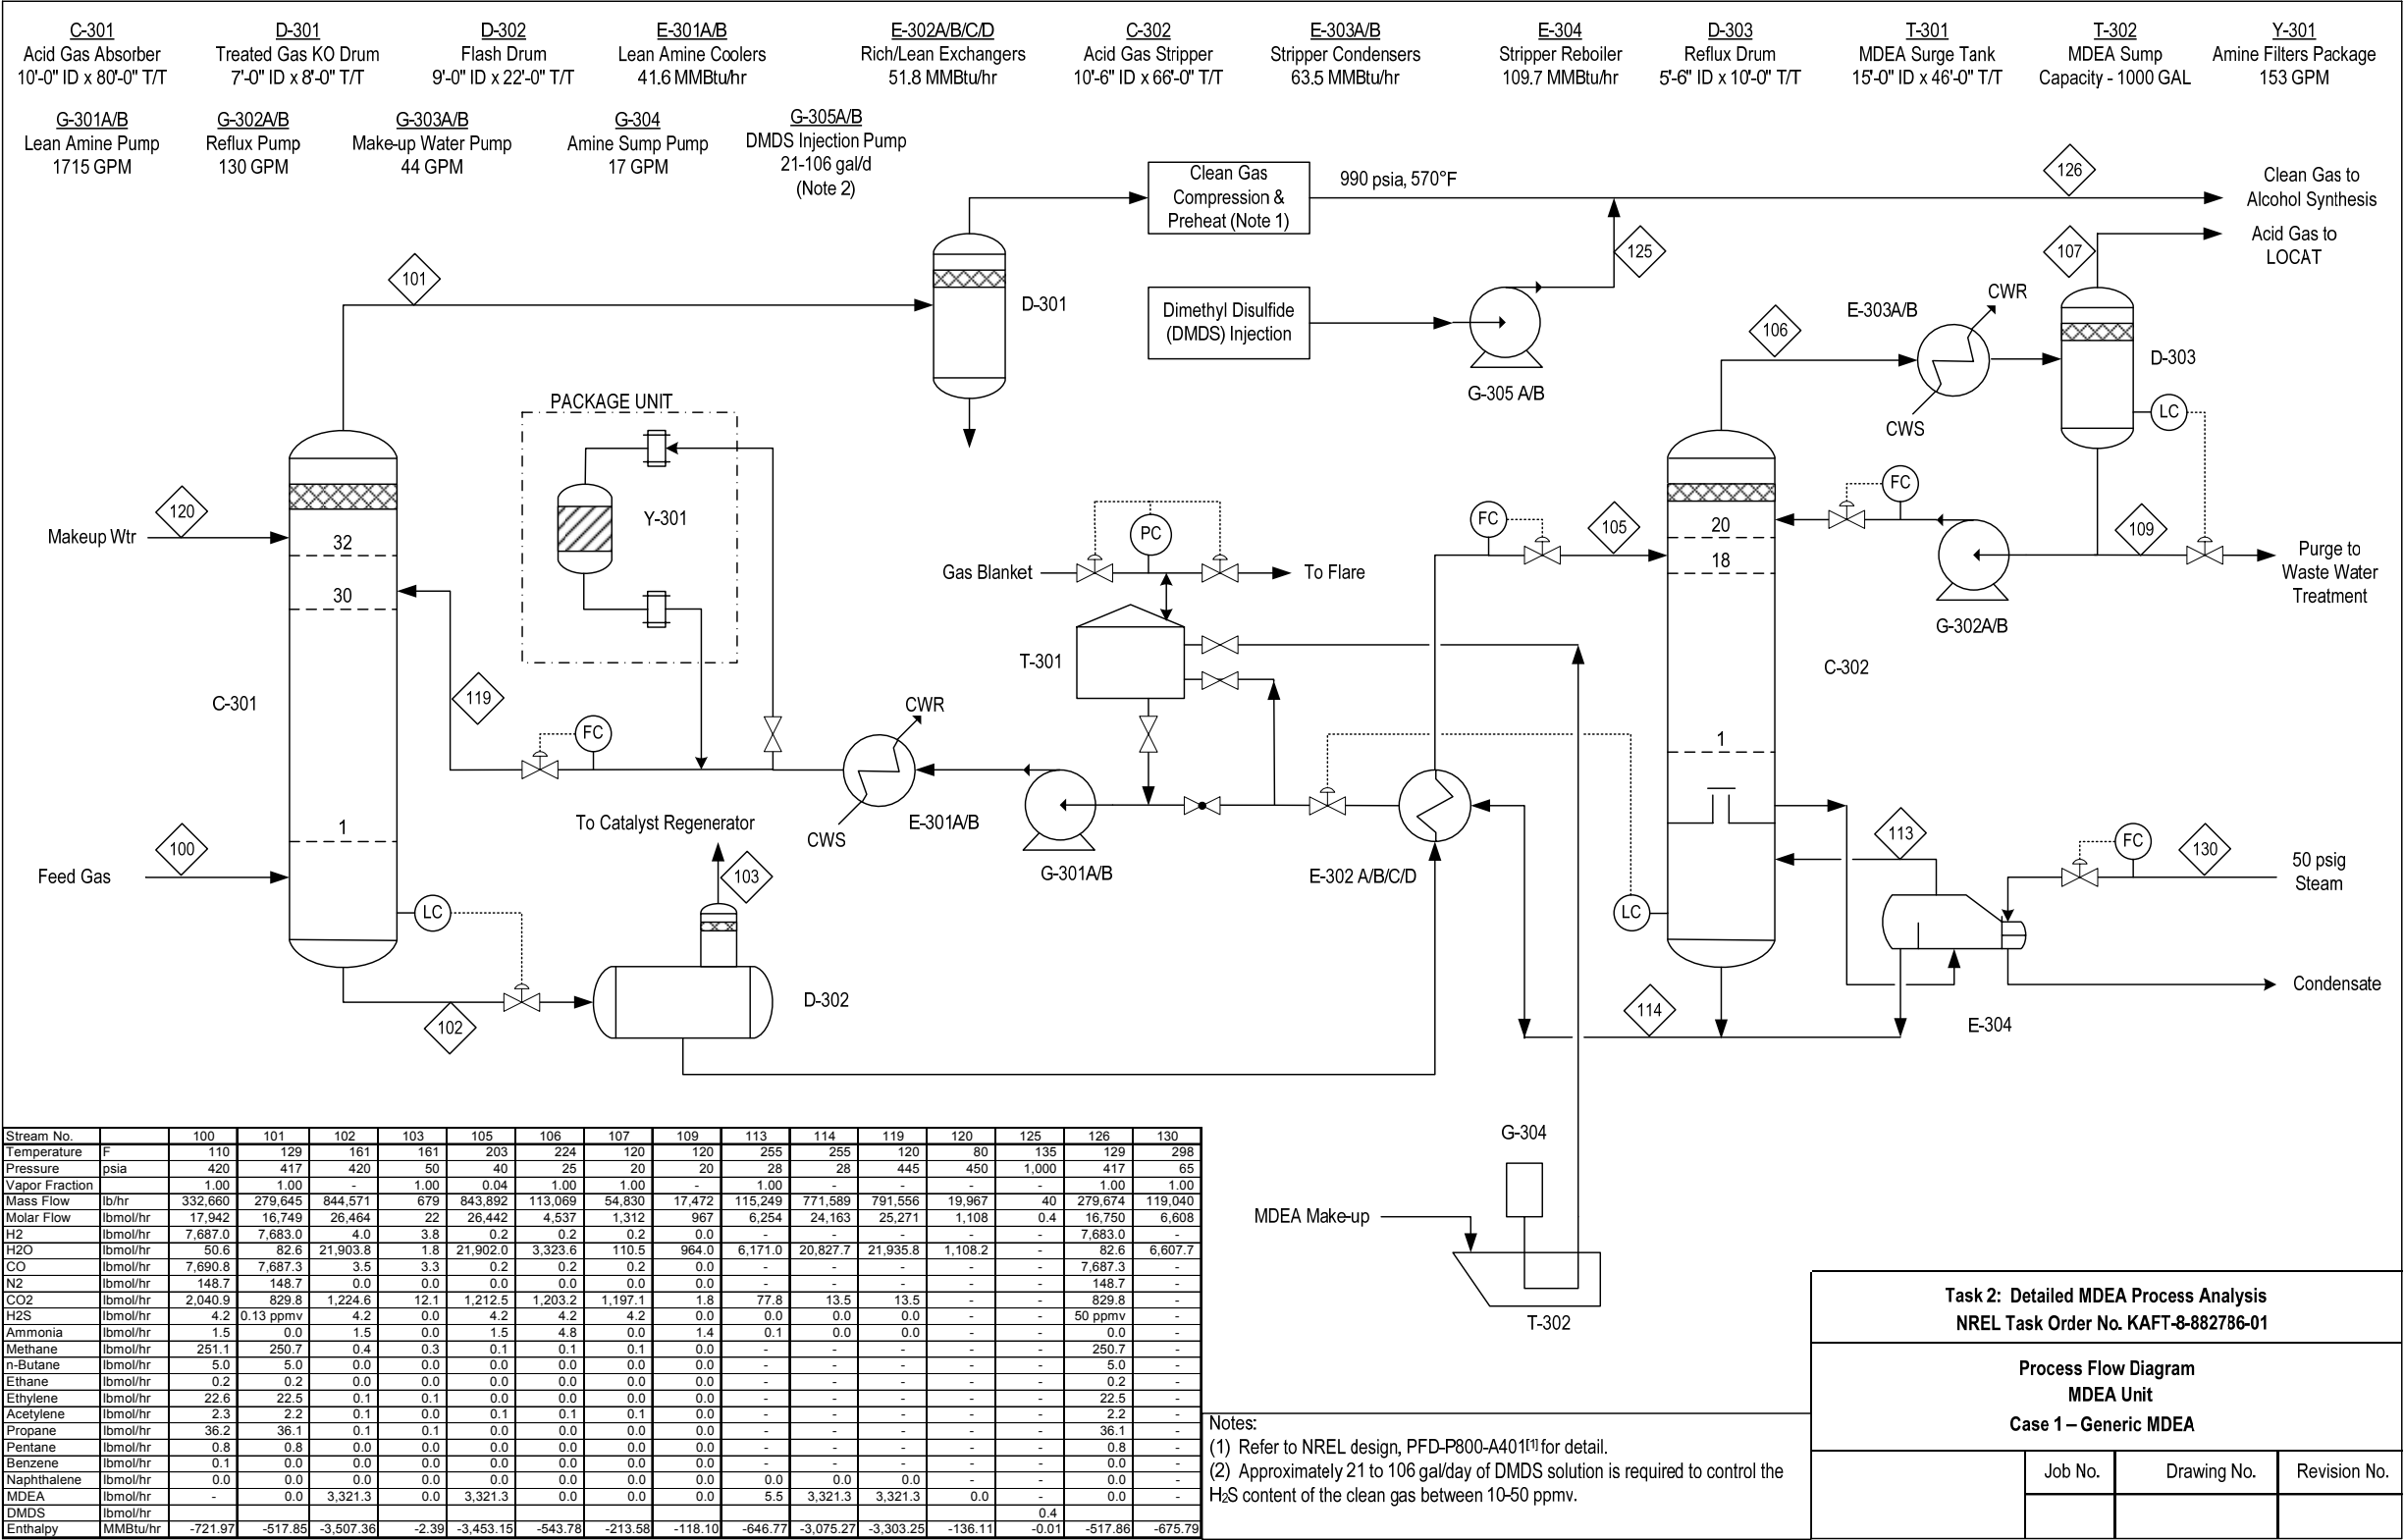 C-301
Acid Gas Absorber
10'-0" ID x 80'-0" T/T
D-301
Treated Gas KO Drum
7'-0" ID x 8'-0" T/T
D-302
Flash Drum
9'-0" ID x 22'-0" T/T
E-301A/B
Lean Amine Coolers
41.6 MMBtu/hr
E-302A/B/C/D
Rich/Lean Exchangers
51.8 MMBtu/hr
C-302
Acid Gas Stripper
10'-6" ID x 66'-0" T/T
E-303A/B
Stripper Condensers
63.5 MMBtu/hr
E-304
Stripper Reboiler
109.7 MMBtu/hr
D-303
Reflux Drum
5'-6" ID x 10'-0" T/T
T-301
MDEA Surge Tank
15'-0" ID x 46'-0" T/T
T-302
MDEA Sump
Capacity - 1000 GAL
Y-301
Amine Filters Package
153 GPM
G-301A/B
Lean Amine Pump
1715 GPM
G-302A/B
Reflux Pump
130 GPM
G-303A/B
Make-up Water Pump
44 GPM
G-304
Amine Sump Pump
17 GPM
G-305A/B
DMDS Injection Pump
21-106 gal/d
(Note 2)
Clean Gas
Compression &
Preheat (Note 1)
990 psia, 570°F
126
Clean Gas to
Alcohol Synthesis
107
Acid Gas to
LOCAT
125
101
D-301
Dimethyl Disulfide
(DMDS) Injection
G-305 A/B
106
E-303A/B
CWR
CWS
D-303
LC
PACKAGE UNIT
Y-301
120
Makeup Wtr
32
30
1
C-301
119
FC
100
Feed Gas
LC
102
D-302
103
To Catalyst Regenerator
CWR
CWS
E-301A/B
G-301A/B
Gas Blanket
PC
To Flare
T-301
FC
105
20
18
1
C-302
FC
G-302A/B
109
Purge to
Waste Water
Treatment
E-302 A/B/C/D
LC
113
FC
130
50 psig
Steam
Condensate
E-304
114
G-304
MDEA Make-up
T-302
Stream No. 100 101 102 103 105 106 107 109 113 114 119 120 125 126 130
Temperature F 110 129 161 161 203 224 120 120 255 255 120 80 135 129 298
Pressure psia 420 417 420 50 40 25 20 20 28 28 445 450 1,000 417 65
Vapor Fraction 1.00 1.00 - 1.00 0.04 1.00 1.00 - 1.00 - - - - 1.00 1.00
Mass Flow lb/hr 332,660 279,645 844,571 679 843,892 113,069 54,830 17,472 115,249 771,589 791,556 19,967 40 279,674 119,040
Molar Flow lbmol/hr 17,942 16,749 26,464 22 26,442 4,537 1,312 967 6,254 24,163 25,271 1,108 0.4 16,750 6,608
H2 lbmol/hr 7,687.0 7,683.0 4.0 3.8 0.2 0.2 0.2 0.0 - - - - - 7,683.0 -
H2O lbmol/hr 50.6 82.6 21,903.8 1.8 21,902.0 3,323.6 110.5 964.0 6,171.0 20,827.7 21,935.8 1,108.2 - 82.6 6,607.7
CO lbmol/hr 7,690.8 7,687.3 3.5 3.3 0.2 0.2 0.2 0.0 - - - - - 7,687.3 -
N2 lbmol/hr 148.7 148.7 0.0 0.0 0.0 0.0 0.0 0.0 - - - - - 148.7 -
CO2 lbmol/hr 2,040.9 829.8 1,224.6 12.1 1,212.5 1,203.2 1,197.1 1.8 77.8 13.5 13.5 - - 829.8 -
H2S lbmol/hr 4.2 0.13 ppmv 4.2 0.0 4.2 4.2 4.2 0.0 0.0 0.0 0.0 - - 50 ppmv -
Ammonia lbmol/hr 1.5 0.0 1.5 0.0 1.5 4.8 0.0 1.4 0.1 0.0 0.0 - - 0.0 -
Methane lbmol/hr 251.1 250.7 0.4 0.3 0.1 0.1 0.1 0.0 - - - - - 250.7 -
n-Butane lbmol/hr 5.0 5.0 0.0 0.0 0.0 0.0 0.0 0.0 - - - - - 5.0 -
Ethane lbmol/hr 0.2 0.2 0.0 0.0 0.0 0.0 0.0 0.0 - - - - - 0.2 -
Ethylene lbmol/hr 22.6 22.5 0.1 0.1 0.0 0.0 0.0 0.0 - - - - - 22.5 -
Acetylene lbmol/hr 2.3 2.2 0.1 0.0 0.1 0.1 0.1 0.0 - - - - - 2.2 -
Propane lbmol/hr 36.2 36.1 0.1 0.1 0.0 0.0 0.0 0.0 - - - - - 36.1 -
Pentane lbmol/hr 0.8 0.8 0.0 0.0 0.0 0.0 0.0 0.0 - - - - - 0.8 -
Benzene lbmol/hr 0.1 0.0 0.0 0.0 0.0 0.0 0.0 0.0 - - - - - 0.0 -
Naphthalene lbmol/hr 0.0 0.0 0.0 0.0 0.0 0.0 0.0 0.0 0.0 0.0 0.0 - - 0.0 -
MDEA lbmol/hr - 0.0 3,321.3 0.0 3,321.3 0.0 0.0 0.0 5.5 3,321.3 3,321.3 0.0 - 0.0 -
DMDS lbmol/hr 0.4
Enthalpy MMBtu/hr -721.97 -517.85 -3,507.36 -2.39 -3,453.15 -543.78 -213.58 -118.10 -646.77 -3,075.27 -3,303.25 -136.11 -0.01 -517.86 -675.79
Notes:
(1) Refer to NREL design, PFD-P800-A401[1] for detail.
(2) Approximately 21 to 106 gal/day of DMDS solution is required to control the
H2S content of the clean gas between 10-50 ppmv.
Task 2: Detailed MDEA Process Analysis
NREL Task Order No. KAFT-8-882786-01
Process Flow Diagram
MDEA Unit
Case 1 – Generic MDEA
Job No.
Drawing No.
Revision No.